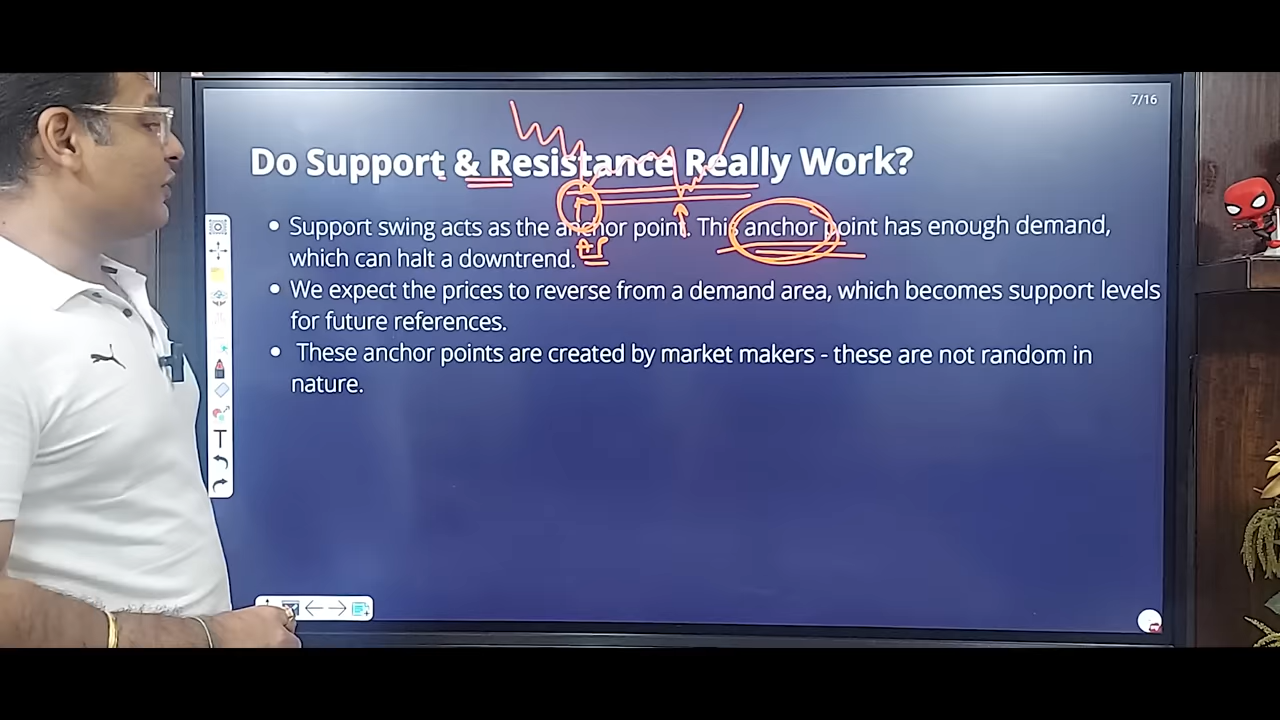 7/16
Do Support & Resistance Really Work?
• Support swing acts as the anchor point. This anchor point has enough demand,
which can halt a downtrend.
• We expect the prices to reverse from a demand area, which becomes support levels
for future references.
• These anchor points are created by market makers - these are not random in
nature.
T